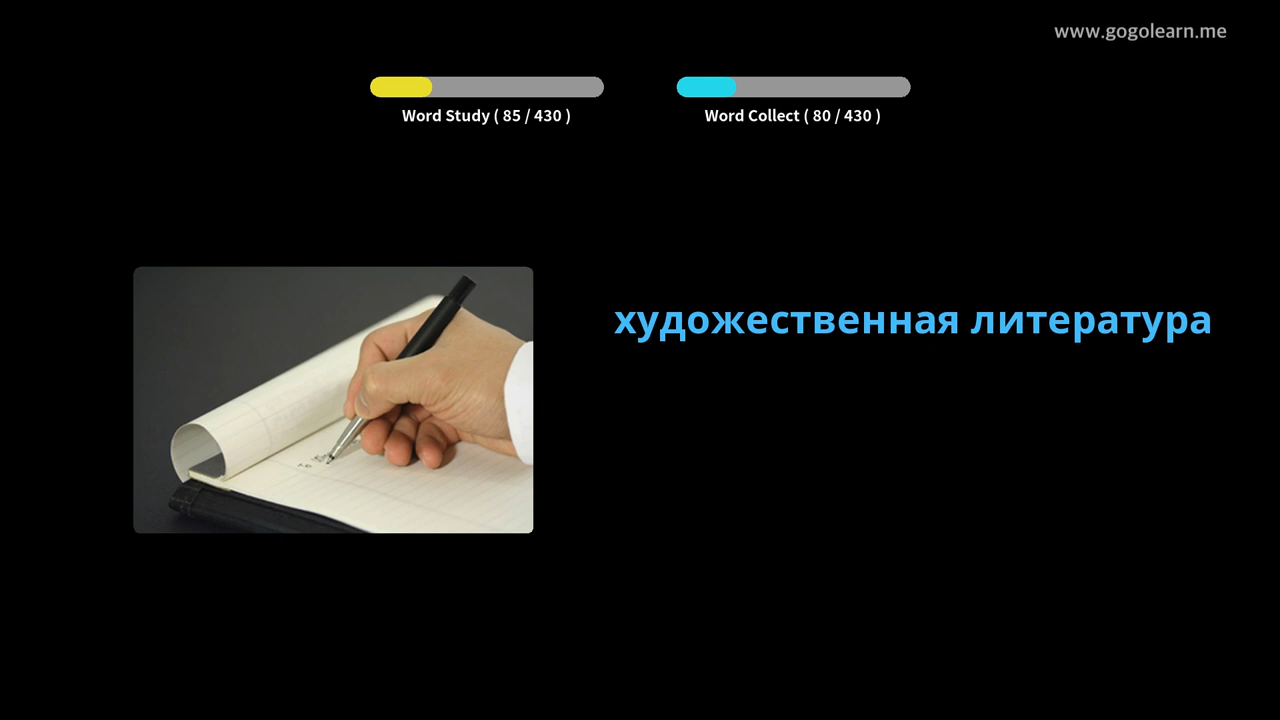 www.gogolearn.me
Word Study ( 85 / 430 )
Word Collect ( 80 / 430 )
художественная литература